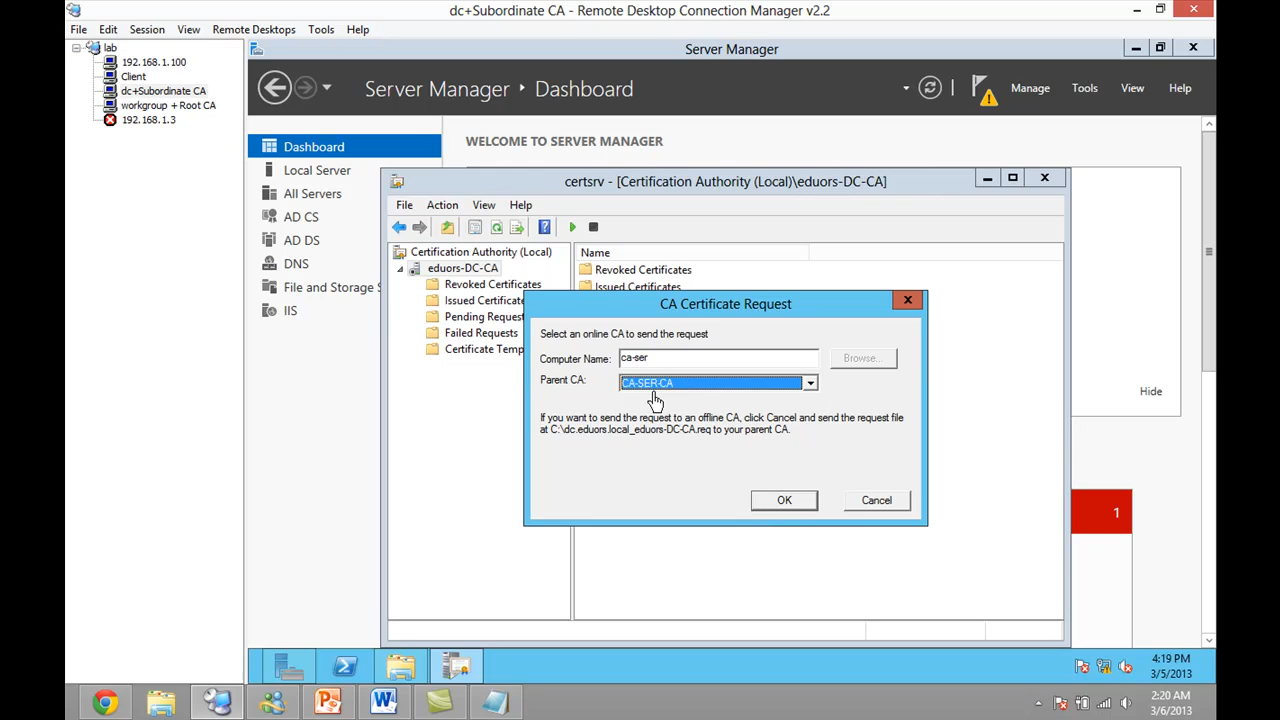 dc+Subordinate CA - Remote Desktop Connection Manager v2.2
File Edit Session View Remote Desktops Tools Help
lab
192.168.1.100
Client
dc+Subordinate CA
workgroup + Root CA
192.168.1.3
Server Manager
Server Manager ‣ Dashboard
Manage Tools View Help
Dashboard
Local Server
All Servers
AD CS
AD DS
DNS
File and Storage S
IIS
WELCOME TO SERVER MANAGER
certsrv - [Certification Authority (Local)\eduors-DC-CA]
File Action View Help
Certification Authority (Local)
eduors-DC-CA
Revoked Certificates
Issued Certificate
Pending Request
Failed Requests
Certificate Temp
Name
Revoked Certificates
Issued Certificates
CA Certificate Request
Select an online CA to send the request
Computer Name: ca-ser Browse...
Parent CA: CA-SER-CA
If you want to send the request to an offline CA, click Cancel and send the request file
at C:\dc.eduors.local_eduors-DC-CA.req to your parent CA.
OK Cancel
Hide
1
4:19 PM
3/5/2013
2:20 AM
3/6/2013